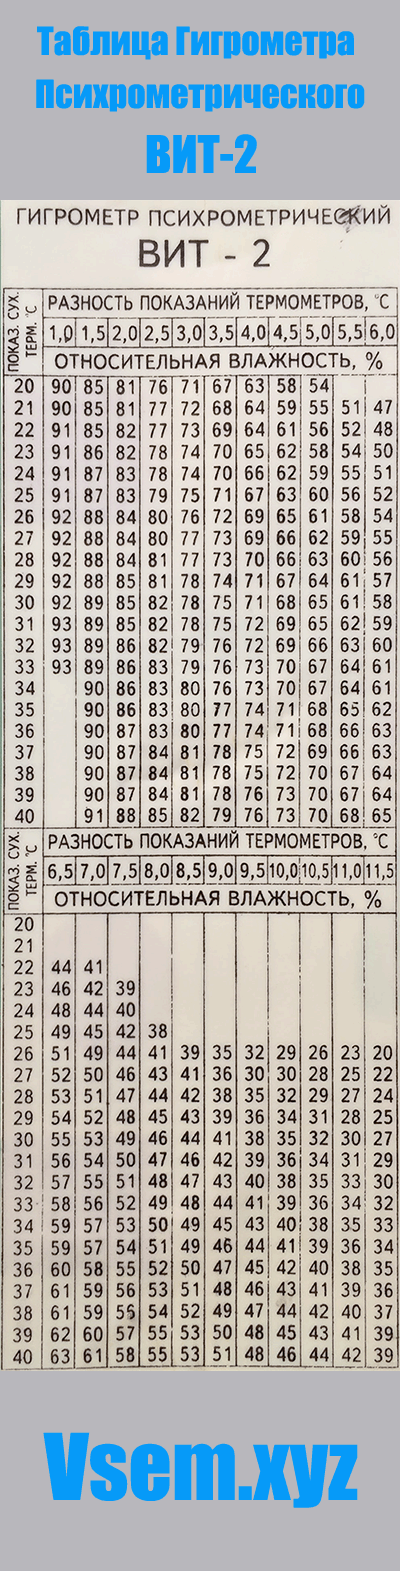 Таблица Гигрометра
Психрометрического
ВИТ-2
ГИГРОМЕТР ПСИХРОМЕТРИЧЕСКИЙ
ВИТ - 2
ПОКАЗ. СУХ. ТЕРМ. °С
РАЗНОСТЬ ПОКАЗАНИЙ ТЕРМОМЕТРОВ, °С
1,0 1,5 2,0 2,5 3,0 3,5 4,0 4,5 5,0 5,5 6,0
ОТНОСИТЕЛЬНАЯ ВЛАЖНОСТЬ, %
20 90 85 81 76 71 67 63 58 54
21 90 85 81 77 72 68 64 59 55 51 47
22 91 85 82 77 73 69 64 61 56 52 48
23 91 86 82 78 74 70 65 62 58 54 50
24 91 87 83 78 74 70 66 62 59 55 51
25 91 87 83 79 75 71 67 63 60 56 52
26 92 88 84 80 76 72 69 65 61 58 54
27 92 88 84 80 77 73 69 66 62 59 55
28 92 88 84 81 77 73 70 66 63 60 56
29 92 88 85 81 78 74 71 67 64 61 57
30 92 89 85 82 78 75 71 68 65 61 58
31 93 89 85 82 78 75 72 69 65 62 59
32 93 89 86 82 79 76 72 69 66 63 60
33 93 89 86 83 79 76 73 70 67 64 61
34 90 86 83 80 76 73 70 67 64 61
35 90 86 83 80 77 74 71 68 65 62
36 90 87 83 80 77 74 71 68 66 63
37 90 87 84 81 78 75 72 69 66 63
38 90 87 84 81 78 75 72 70 67 64
39 90 87 84 81 78 76 73 70 67 64
40 91 88 85 82 79 76 73 70 68 65
ПОКАЗ. СУХ. ТЕРМ. °С
РАЗНОСТЬ ПОКАЗАНИЙ ТЕРМОМЕТРОВ, °С
6,5 7,0 7,5 8,0 8,5 9,0 9,5 10,0 10,5 11,0 11,5
ОТНОСИТЕЛЬНАЯ ВЛАЖНОСТЬ, %
20
21
22 44 41
23 46 42 39
24 48 44 40
25 49 45 42 38
26 51 49 44 41 39 35 32 29 26 23 20
27 52 50 46 43 41 36 30 30 28 25 22
28 53 51 47 44 42 38 35 32 29 27 24
29 54 52 48 45 43 39 36 34 31 28 25
30 55 53 49 46 44 41 38 35 32 30 27
31 56 54 50 47 46 42 39 36 34 31 29
32 57 55 51 48 47 43 40 38 35 33 30
33 58 56 52 49 48 44 41 39 36 34 32
34 59 57 53 50 49 45 43 40 38 35 33
35 59 57 54 51 49 46 44 41 39 36 34
36 60 58 55 52 50 47 45 42 40 38 35
37 61 59 56 53 51 48 46 43 41 39 36
38 61 59 56 54 52 49 47 44 42 40 37
39 62 60 57 55 53 50 48 45 43 41 39
40 63 61 58 55 53 51 48 46 44 42 39
Vsem.xyz